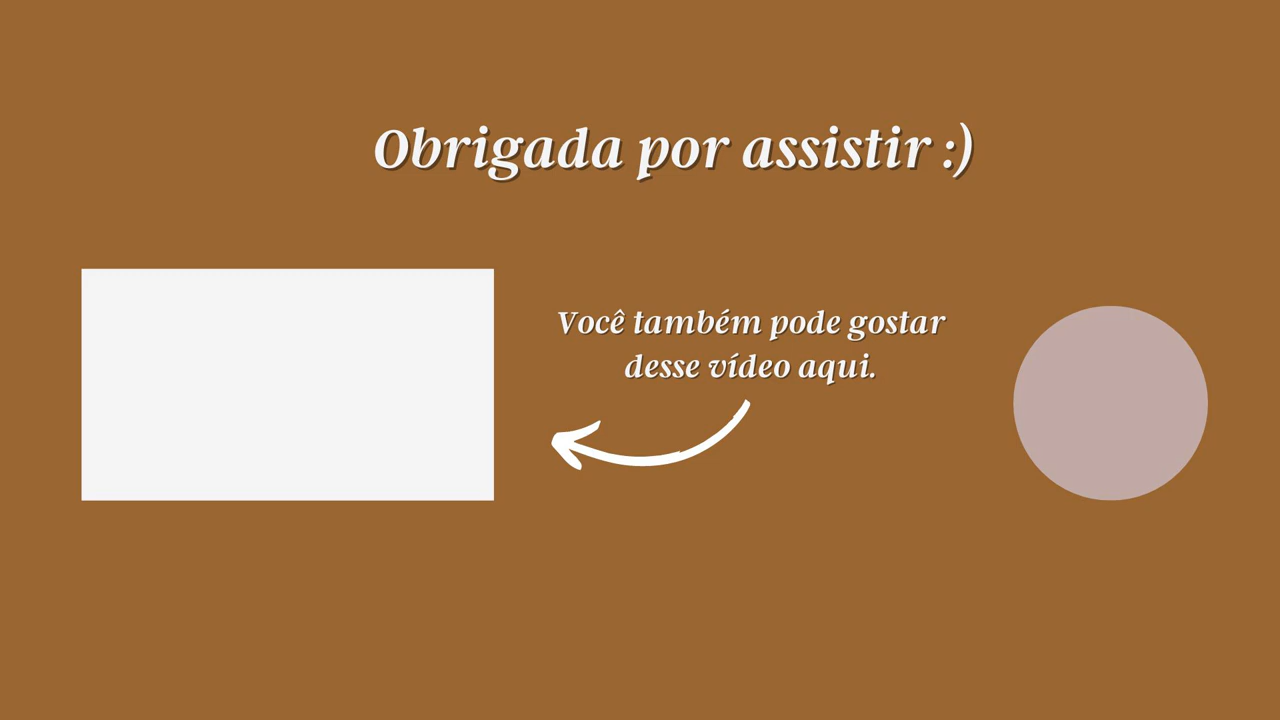 Obrigada por assistir :)
Você também pode gostar
desse vídeo aqui.